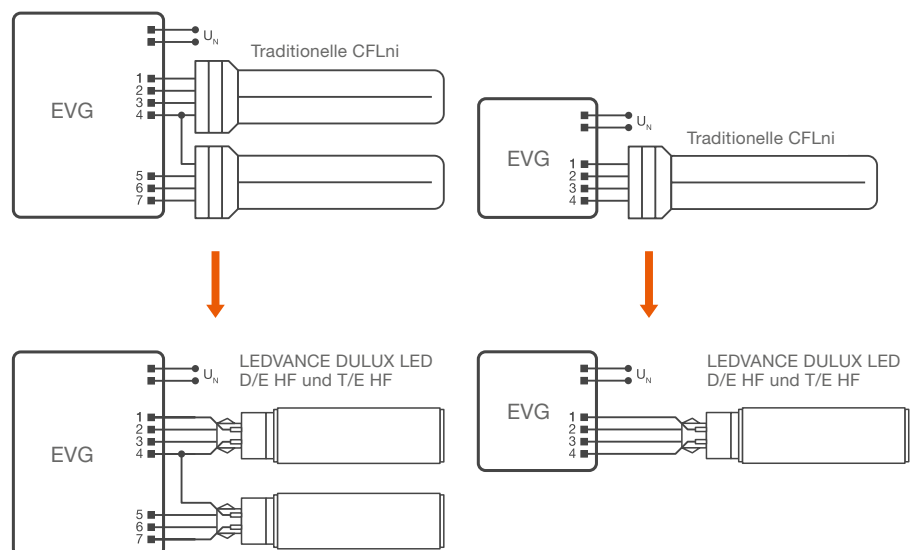 U_N
Traditionelle CFLni
1
2
3
4
EVG
5
6
7
U_N
Traditionelle CFLni
EVG
1
2
3
4
LEDVANCE DULUX LED
D/E HF und T/E HF
U_N
1
2
3
4
EVG
5
6
7
LEDVANCE DULUX LED
D/E HF und T/E HF
U_N
EVG
1
2
3
4